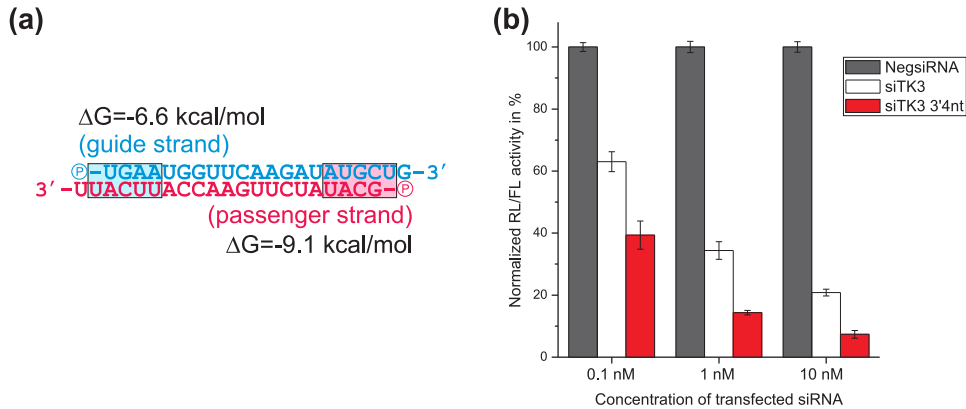 (a)
ΔG=-6.6 kcal/mol
(guide strand)
Ⓟ–UGAAUGGUUCAAGAUAUGCUG-3′
3′-UUACUUACCAAGUUCUAUACG-Ⓟ
(passenger strand)
ΔG=-9.1 kcal/mol
(b)
Normalized RL/FL activity in %
100
80
60
40
20
0
0.1 nM
1 nM
10 nM
Concentration of transfected siRNA
NegsiRNA
siTK3
siTK3 3'4nt